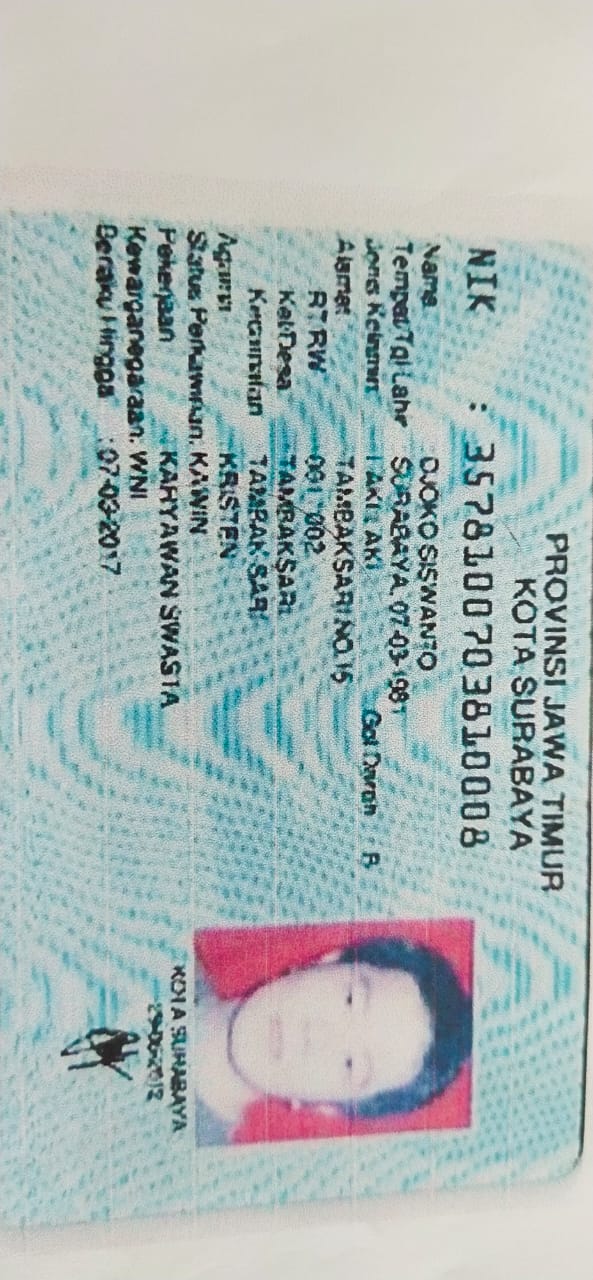 PROVINSI JAWA TIMUR
KOTA SURABAYA
NIK : 3578100703810008
Nama DJOKO SISWANTO
Tempat/Tgl Lahir SURABAYA, 07-03-1981
Jenis Kelamin LAKI-LAKI Gol Darah : B
Alamat TAMBAKSARI NO.15
RT/RW 001/002
Kel/Desa TAMBAKSARI
Kecamatan TAMBAK SARI
Agama KRISTEN
Status Perkawinan: KAWIN
Pekerjaan KARYAWAN SWASTA
Kewarganegaraan: WNI
Berlaku Hingga : 07-03-2017
KOTA SURABAYA
29-06-2012